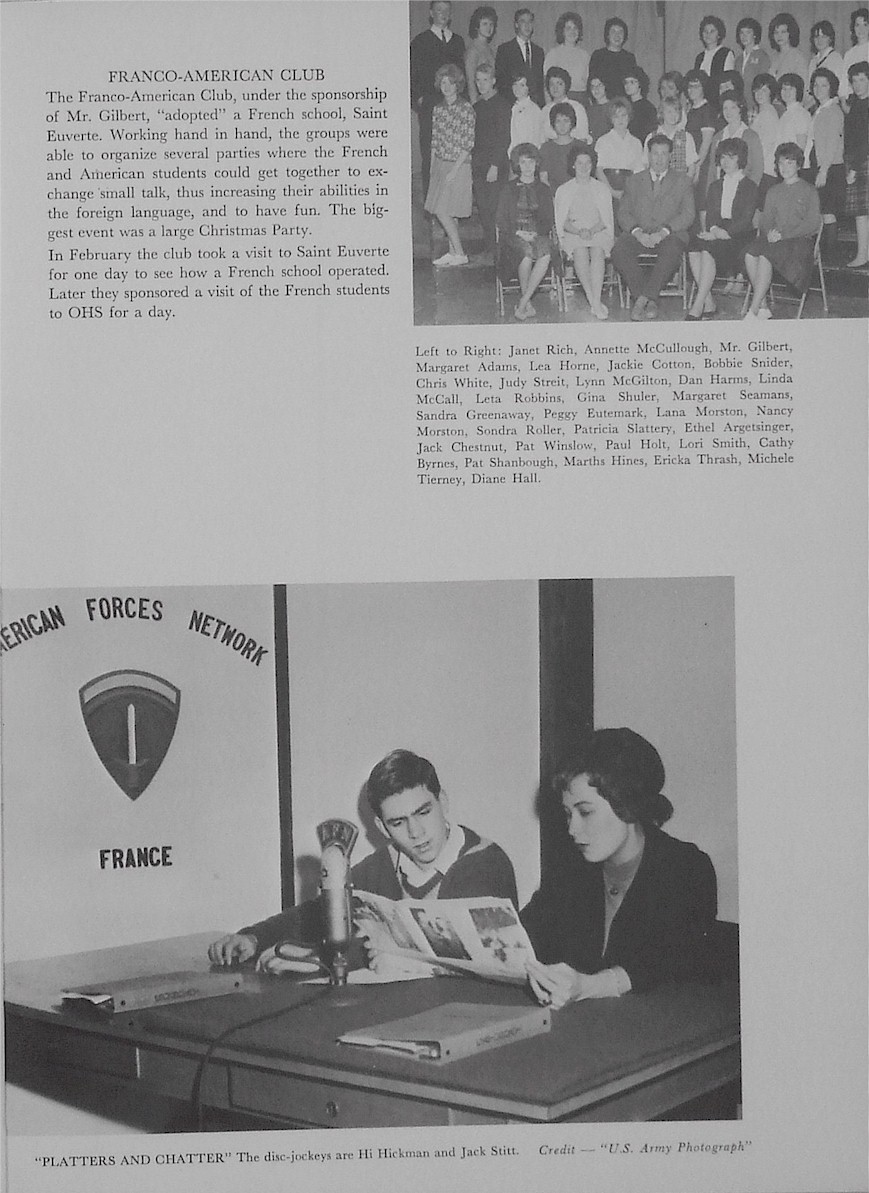 FRANCO-AMERICAN CLUB
The Franco-American Club, under the sponsorship
of Mr. Gilbert, "adopted" a French school, Saint
Euverte. Working hand in hand, the groups were
able to organize several parties where the French
and American students could get together to ex-
change small talk, thus increasing their abilities in
the foreign language, and to have fun. The big-
gest event was a large Christmas Party.
In February the club took a visit to Saint Euverte
for one day to see how a French school operated.
Later they sponsored a visit of the French students
to OHS for a day.
Left to Right: Janet Rich, Annette McCullough, Mr. Gilbert,
Margaret Adams, Lea Horne, Jackie Cotton, Bobbie Snider,
Chris White, Judy Streit, Lynn McGilton, Dan Harms, Linda
McCall, Leta Robbins, Gina Shuler, Margaret Seamans,
Sandra Greenaway, Peggy Eutemark, Lana Morston, Nancy
Morston, Sondra Roller, Patricia Slattery, Ethel Argetsinger,
Jack Chestnut, Pat Winslow, Paul Holt, Lori Smith, Cathy
Byrnes, Pat Shanbough, Marths Hines, Ericka Thrash, Michele
Tierney, Diane Hall.
ERICAN FORCES NETWORK
FRANCE
AFN
"PLATTERS AND CHATTER" The disc-jockeys are Hi Hickman and Jack Stitt. Credit — "U.S. Army Photograph"